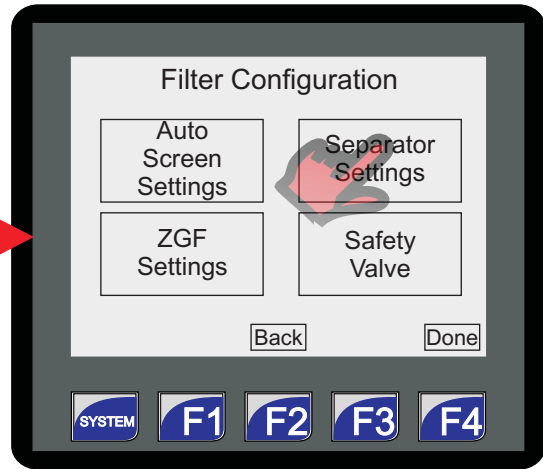 Filter Configuration
Auto
Screen
Settings
Separator
Settings
ZGF
Settings
Safety
Valve
Back
Done
SYSTEM
F1
F2
F3
F4